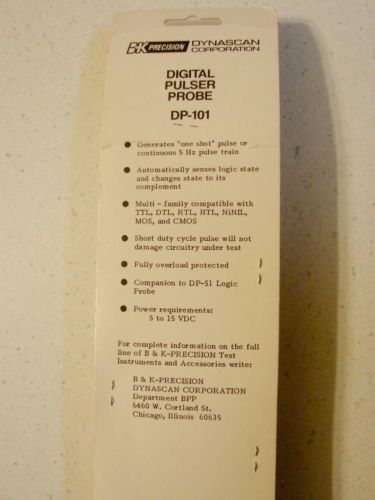 B&K PRECISION DYNASCAN CORPORATION
DIGITAL
PULSER
PROBE
DP-101
• Generates "one shot" pulse or
continuous 5 Hz pulse train
• Automatically senses logic state
and changes state to its
complement
• Multi - family compatible with
TTL, DTL, RTL, HTL, NiNIL,
MOS, and CMOS
• Short duty cycle pulse will not
damage circuitry under test
• Fully overload protected
• Companion to DP-51 Logic
Probe
• Power requirements:
5 to 15 VDC
For complete information on the full
line of B & K-PRECISION Test
Instruments and Accessories write:
B & K-PRECISION
DYNASCAN CORPORATION
Department BPP
6460 W. Cortland St.
Chicago, Illinois 60635